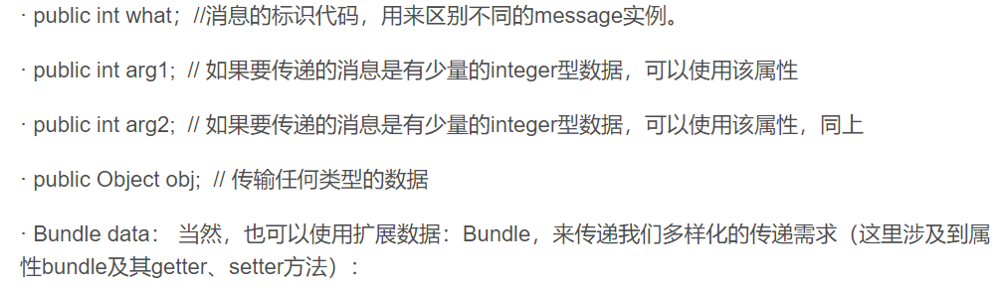 · public int what；//消息的标识代码，用来区别不同的message实例。
· public int arg1;  // 如果要传递的消息是有少量的integer型数据，可以使用该属性
· public int arg2;  // 如果要传递的消息是有少量的integer型数据，可以使用该属性，同上
· public Object obj;  // 传输任何类型的数据
· Bundle data： 当然，也可以使用扩展数据：Bundle，来传递我们多样化的传递需求（这里涉及到属
性bundle及其getter、setter方法）：